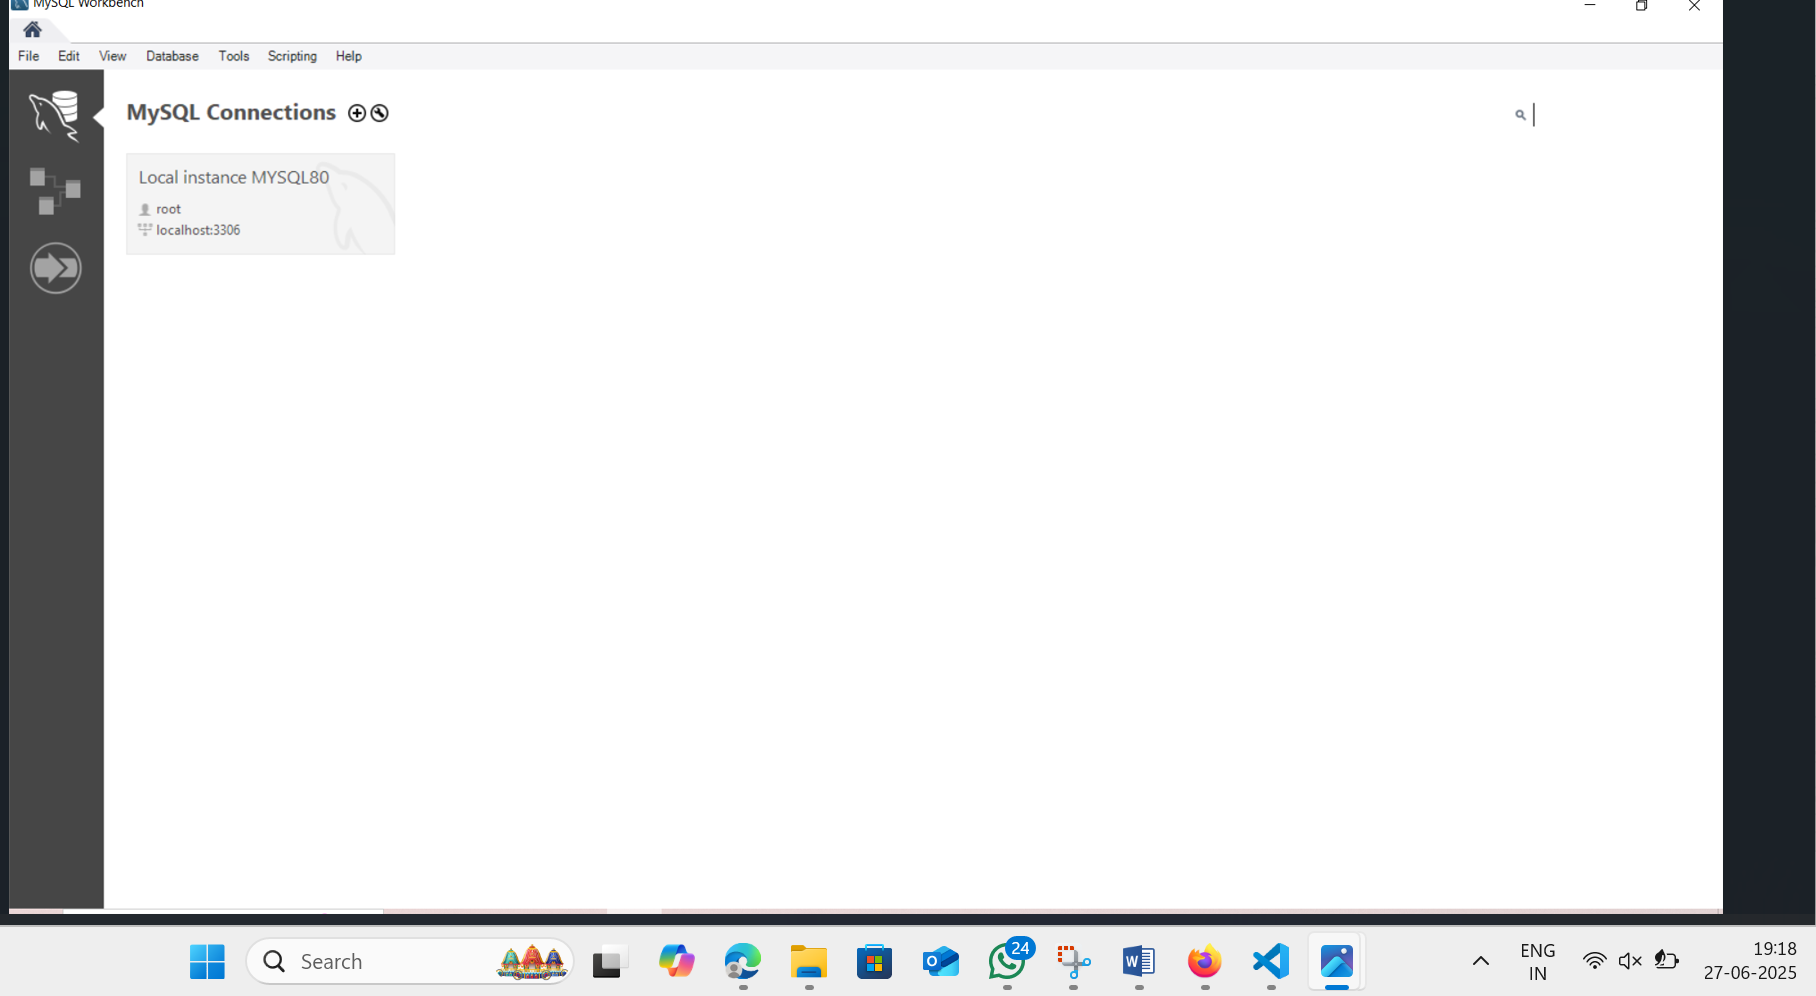 MySQL Workbench
File Edit View Database Tools Scripting Help
MySQL Connections
Local instance MYSQL80
root
localhost:3306
Search
24
ENG
IN
19:18
27-06-2025